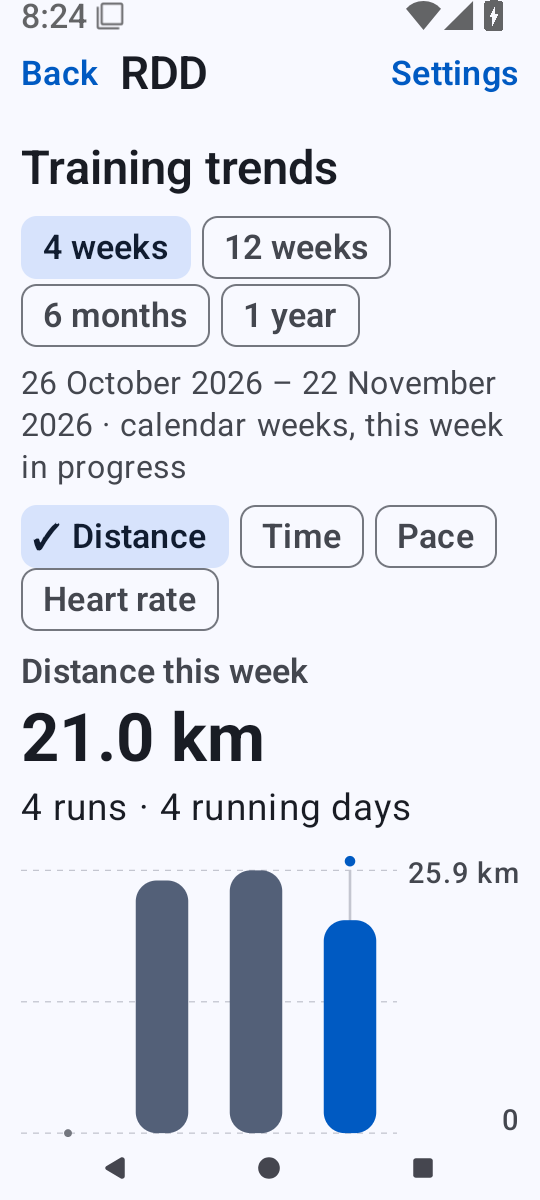 8:24
Back RDD Settings
Training trends
4 weeks 12 weeks
6 months 1 year
26 October 2026 – 22 November
2026 · calendar weeks, this week
in progress
✓ Distance Time Pace
Heart rate
Distance this week
21.0 km
4 runs · 4 running days
25.9 km
0